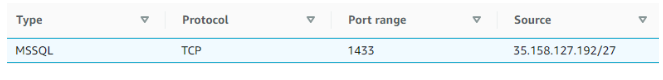 Type Protocol Port range Source
MSSQL TCP 1433 35.158.127.192/27